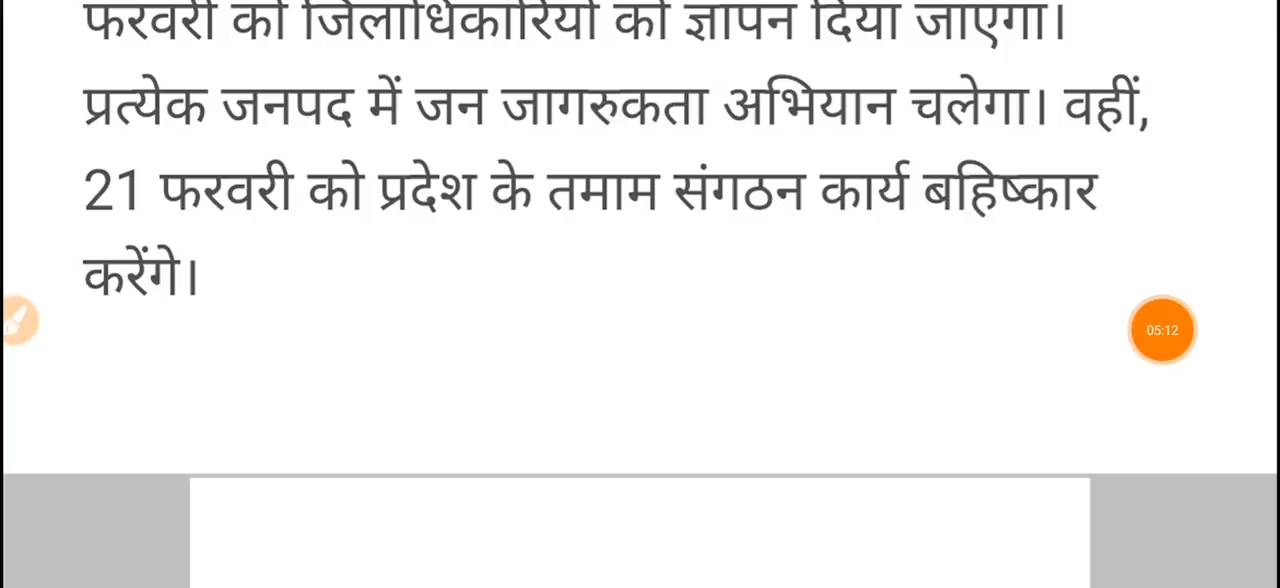 फरवरी को जिलाधिकारियों को ज्ञापन दिया जाएगा।
प्रत्येक जनपद में जन जागरुकता अभियान चलेगा। वहीं,
21 फरवरी को प्रदेश के तमाम संगठन कार्य बहिष्कार
करेंगे।
05:12